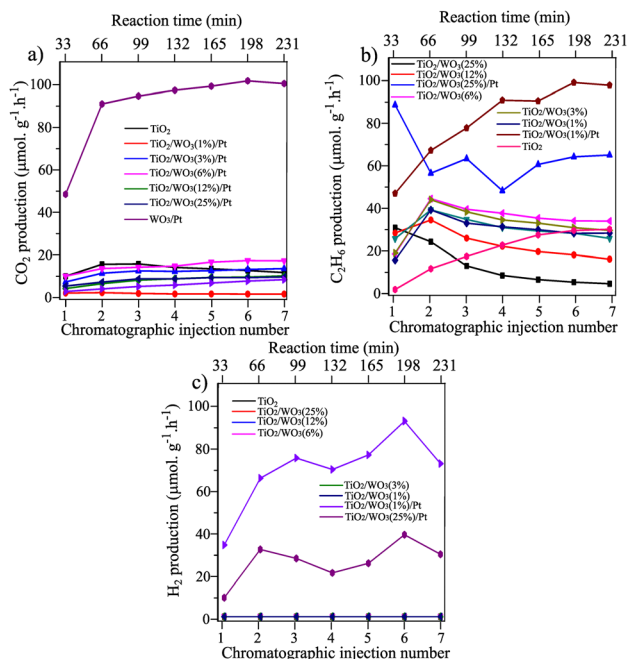 Reaction time (min)
33 66 99 132 165 198 231
a)
TiO2
TiO2/WO3(1%)/Pt
TiO2/WO3(3%)/Pt
TiO2/WO3(6%)/Pt
TiO2/WO3(12%)/Pt
TiO2/WO3(25%)/Pt
WO3/Pt
100
80
60
40
20
0
CO2 production (μmol. g-1.h-1)
1 2 3 4 5 6 7
Chromatographic injection number
Reaction time (min)
33 66 99 132 165 198 231
b)
TiO2/WO3(25%)
TiO2/WO3(12%)
TiO2/WO3(25%)/Pt
TiO2/WO3(6%)
TiO2/WO3(3%)
TiO2/WO3(1%)
TiO2/WO3(1%)/Pt
TiO2
100
80
60
40
20
0
C2H6 production (μmol. g-1.h-1)
1 2 3 4 5 6 7
Chromatographic injection number
Reaction time (min)
33 66 99 132 165 198 231
c)
TiO2
TiO2/WO3(25%)
TiO2/WO3(12%)
TiO2/WO3(6%)
TiO2/WO3(3%)
TiO2/WO3(1%)
TiO2/WO3(1%)/Pt
TiO2/WO3(25%)/Pt
100
80
60
40
20
0
H2 production (μmol. g-1.h-1)
1 2 3 4 5 6 7
Chromatographic injection number